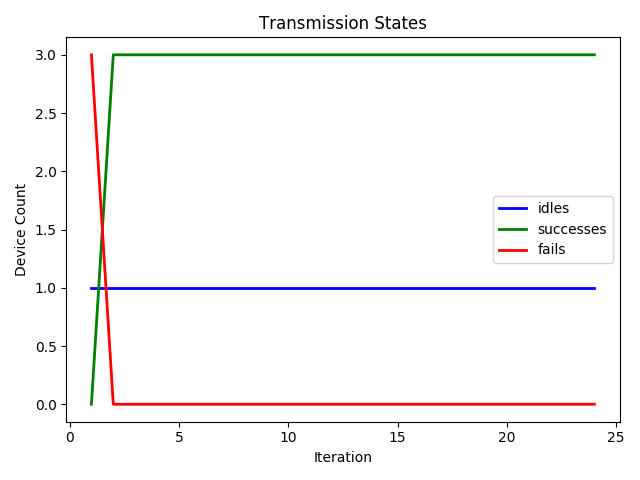 Transmission States
Device Count
3.0
2.5
2.0
1.5
1.0
0.5
0.0
idles
successes
fails
0 5 10 15 20 25
Iteration